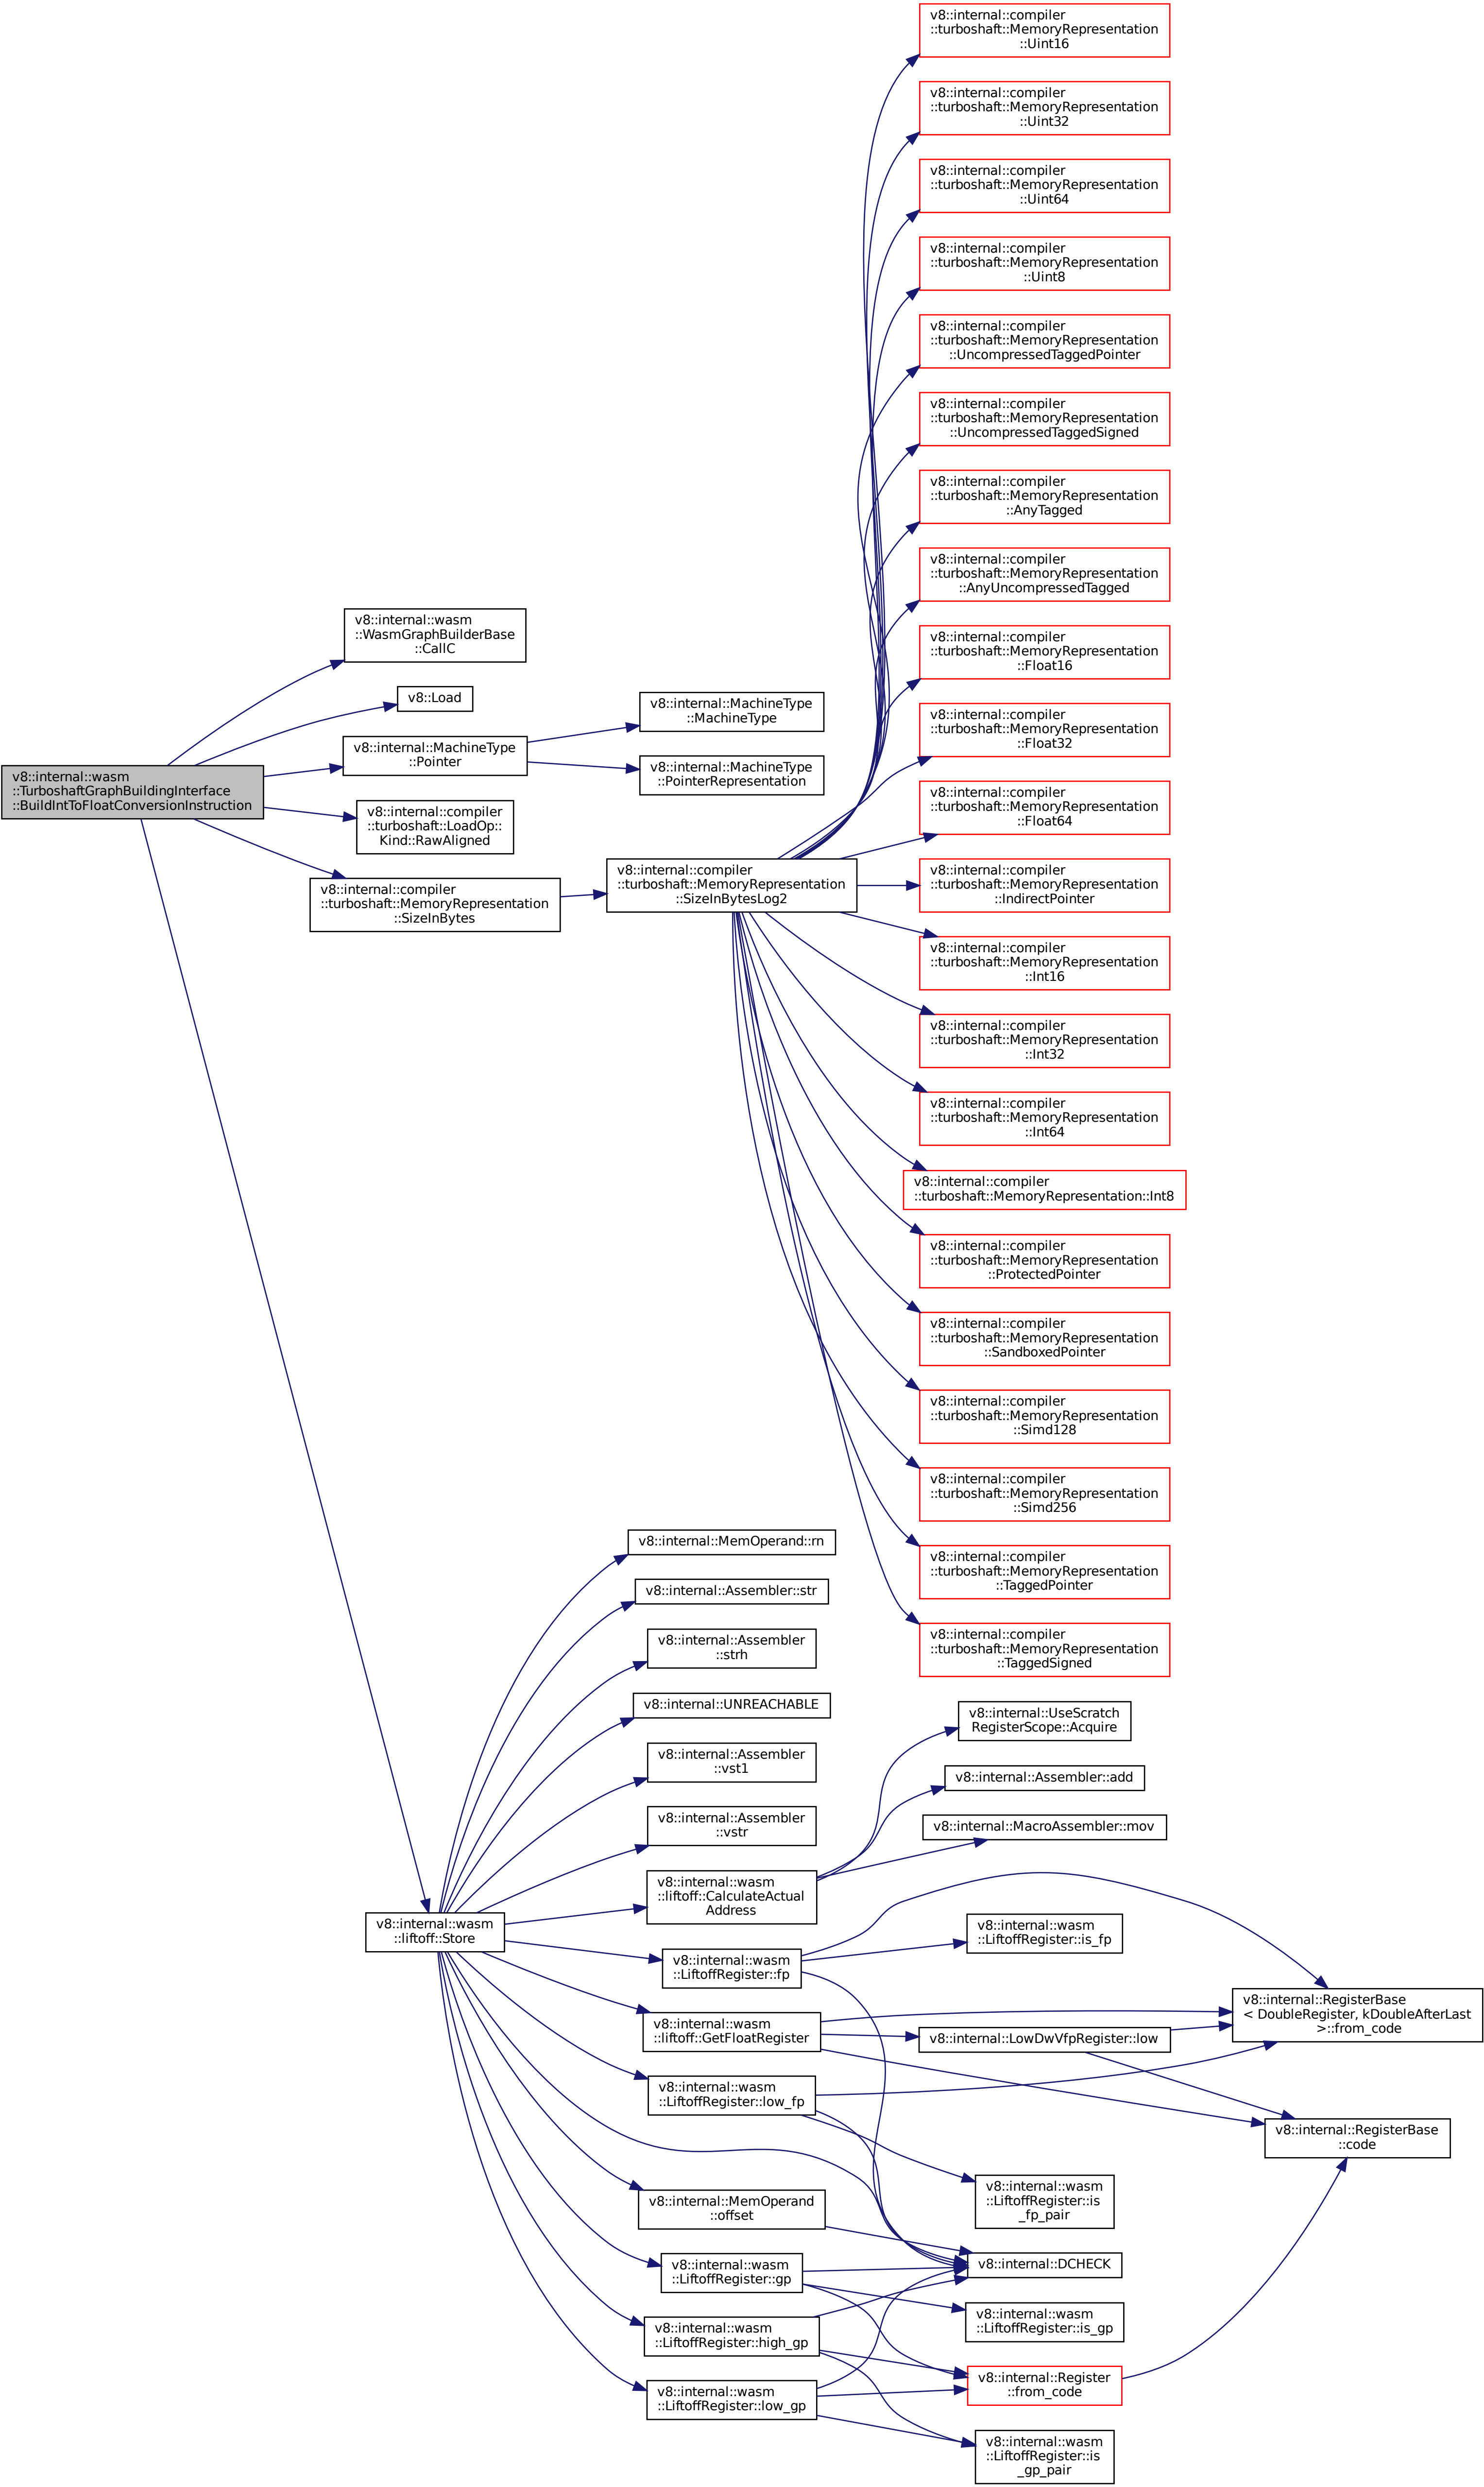 v8::internal::compiler
::turboshaft::MemoryRepresentation
::Uint16
v8::internal::compiler
::turboshaft::MemoryRepresentation
::Uint32
v8::internal::compiler
::turboshaft::MemoryRepresentation
::Uint64
v8::internal::compiler
::turboshaft::MemoryRepresentation
::Uint8
v8::internal::compiler
::turboshaft::MemoryRepresentation
::UncompressedTaggedPointer
v8::internal::compiler
::turboshaft::MemoryRepresentation
::UncompressedTaggedSigned
v8::internal::compiler
::turboshaft::MemoryRepresentation
::AnyTagged
v8::internal::compiler
::turboshaft::MemoryRepresentation
::AnyUncompressedTagged
v8::internal::wasm
::WasmGraphBuilderBase
::CallC
v8::internal::compiler
::turboshaft::MemoryRepresentation
::Float16
v8::Load
v8::internal::MachineType
::MachineType
v8::internal::compiler
::turboshaft::MemoryRepresentation
::Float32
v8::internal::MachineType
::Pointer
v8::internal::MachineType
::PointerRepresentation
v8::internal::wasm
::TurboshaftGraphBuildingInterface
::BuildIntToFloatConversionInstruction
v8::internal::compiler
::turboshaft::LoadOp::
Kind::RawAligned
v8::internal::compiler
::turboshaft::MemoryRepresentation
::Float64
v8::internal::compiler
::turboshaft::MemoryRepresentation
::SizeInBytes
v8::internal::compiler
::turboshaft::MemoryRepresentation
::SizeInBytesLog2
v8::internal::compiler
::turboshaft::MemoryRepresentation
::IndirectPointer
v8::internal::compiler
::turboshaft::MemoryRepresentation
::Int16
v8::internal::compiler
::turboshaft::MemoryRepresentation
::Int32
v8::internal::compiler
::turboshaft::MemoryRepresentation
::Int64
v8::internal::compiler
::turboshaft::MemoryRepresentation::Int8
v8::internal::compiler
::turboshaft::MemoryRepresentation
::ProtectedPointer
v8::internal::compiler
::turboshaft::MemoryRepresentation
::SandboxedPointer
v8::internal::compiler
::turboshaft::MemoryRepresentation
::Simd128
v8::internal::compiler
::turboshaft::MemoryRepresentation
::Simd256
v8::internal::compiler
::turboshaft::MemoryRepresentation
::TaggedPointer
v8::internal::compiler
::turboshaft::MemoryRepresentation
::TaggedSigned
v8::internal::MemOperand::rn
v8::internal::Assembler::str
v8::internal::Assembler
::strh
v8::internal::UNREACHABLE
v8::internal::Assembler
::vst1
v8::internal::Assembler
::vstr
v8::internal::UseScratch
RegisterScope::Acquire
v8::internal::Assembler::add
v8::internal::MacroAssembler::mov
v8::internal::wasm
::liftoff::CalculateActual
Address
v8::internal::wasm
::liftoff::Store
v8::internal::wasm
::LiftoffRegister::fp
v8::internal::wasm
::LiftoffRegister::is_fp
v8::internal::wasm
::liftoff::GetFloatRegister
v8::internal::LowDwVfpRegister::low
v8::internal::RegisterBase
< DoubleRegister, kDoubleAfterLast
>::from_code
v8::internal::wasm
::LiftoffRegister::low_fp
v8::internal::RegisterBase
::code
v8::internal::wasm
::LiftoffRegister::is
_fp_pair
v8::internal::MemOperand
::offset
v8::internal::DCHECK
v8::internal::wasm
::LiftoffRegister::gp
v8::internal::wasm
::LiftoffRegister::is_gp
v8::internal::wasm
::LiftoffRegister::high_gp
v8::internal::Register
::from_code
v8::internal::wasm
::LiftoffRegister::low_gp
v8::internal::wasm
::LiftoffRegister::is
_gp_pair